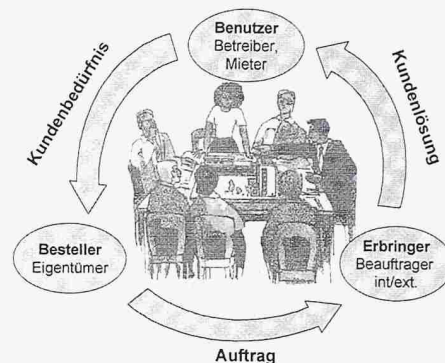 Benutzer
Betreiber,
Mieter
Kundenbedürfnis
Kundenlösung
Besteller
Eigentümer
Erbringer
Beauftrager
int/ext.
Auftrag